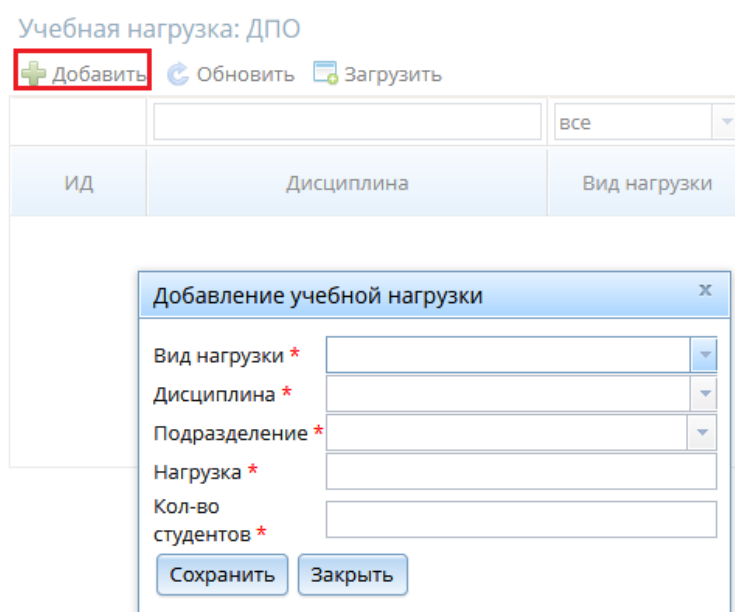 Учебная нагрузка: ДПО
Добавить Обновить Загрузить
все
ИД Дисциплина Вид нагрузки
Добавление учебной нагрузки x
Вид нагрузки *
Дисциплина *
Подразделение *
Нагрузка *
Кол-во
студентов *
Сохранить Закрыть